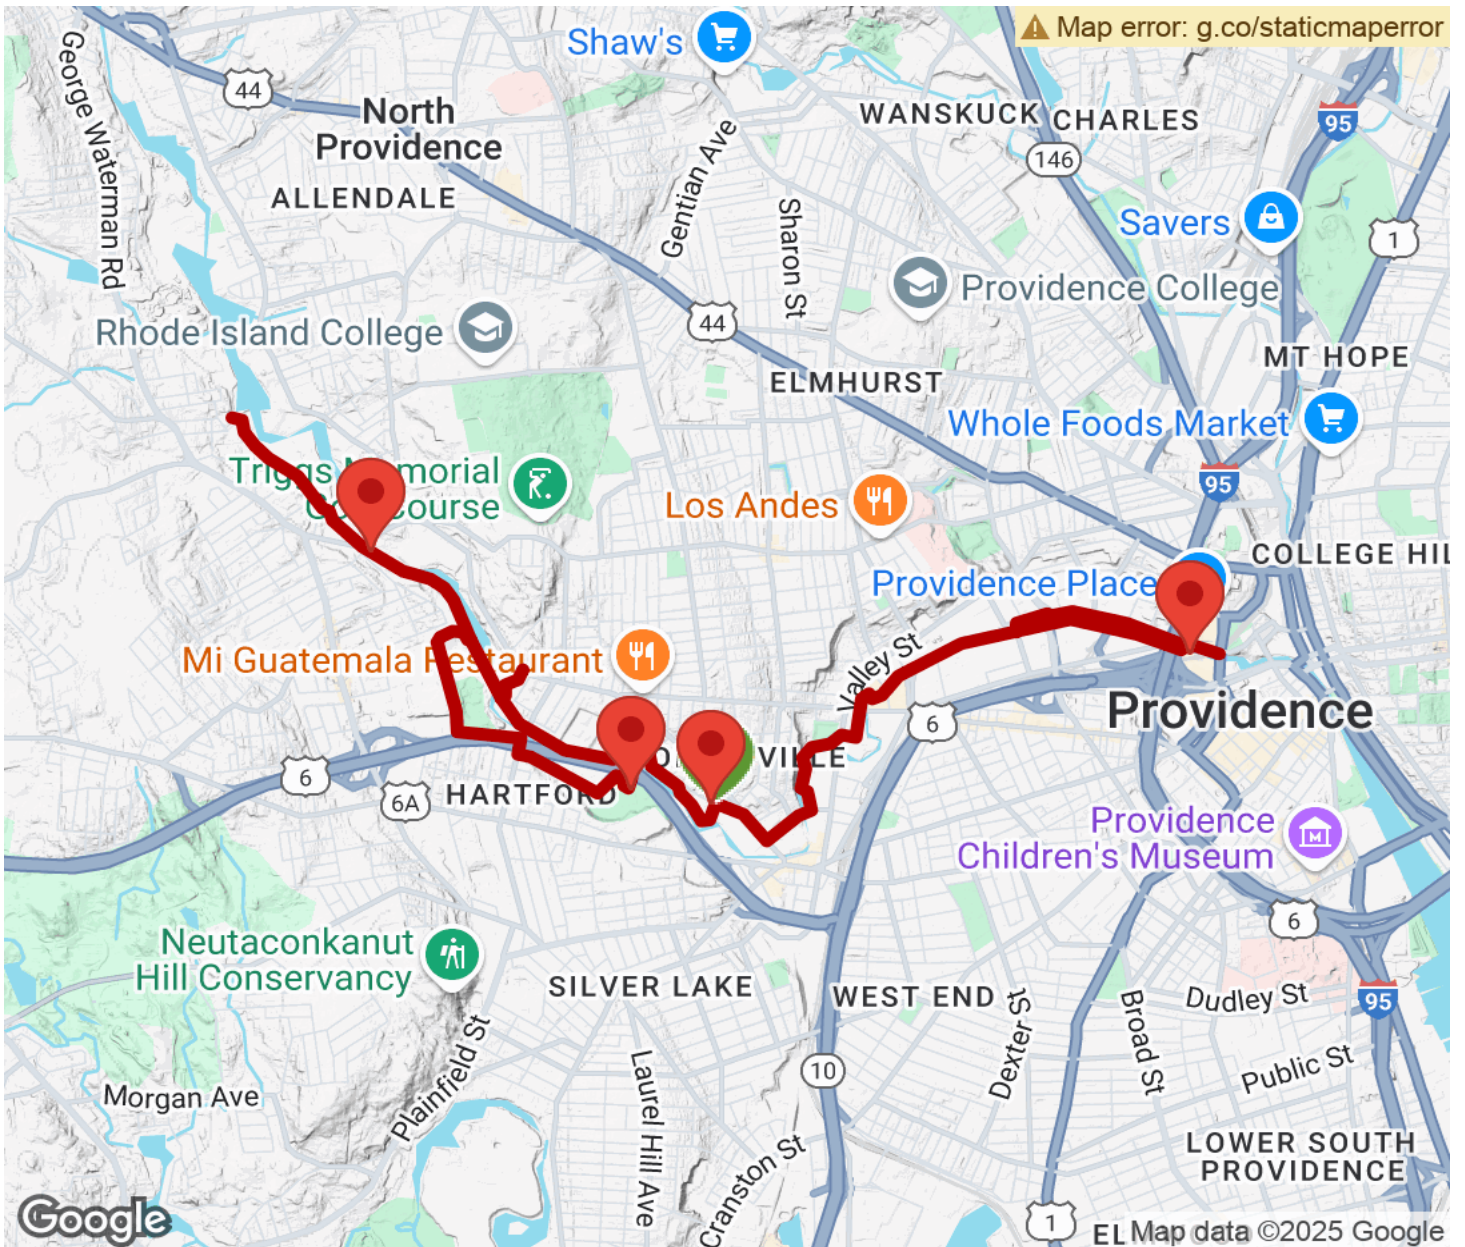 Map error: g.co/staticmaperror
Shaw's
George Waterman Rd
44
North
Providence
ALLENDALE
Gentian Ave
Sharon St
WANSKUCK
CHARLES
95
146
Savers
1
Rhode Island College
44
Providence College
MT HOPE
ELMHURST
Whole Foods Market
95
Los Andes
COLLEGE HIL
Providence Place
Mi Guatemala Restaurant
Valley St
6
Providence
6
6A
HARTFORD
VILLE
Providence
Children's Museum
6
Neutaconkanut
Hill Conservancy
SILVER LAKE
WEST END
Dexter St
Broad St
Dudley St
95
Public St
10
Morgan Ave
Plainfield St
Laurel Hill Ave
Cranston St
LOWER SOUTH
PROVIDENCE
1
Google
EL
Map data ©2025 Google